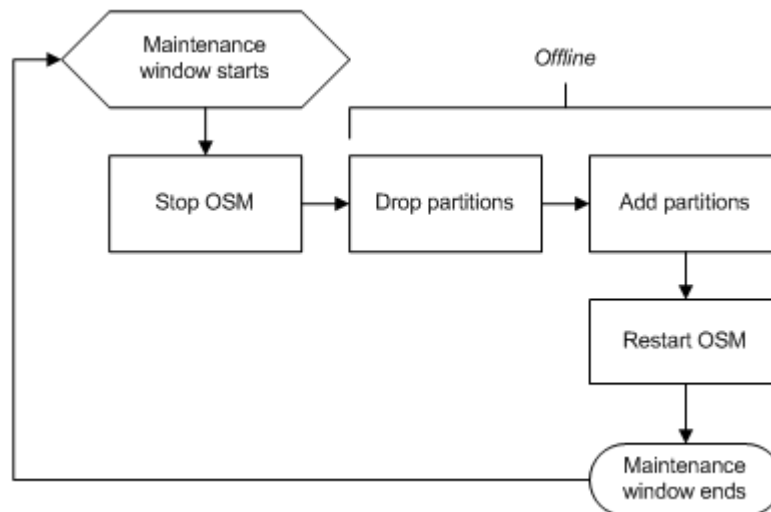 Maintenance
window starts
Offline
Stop OSM
Drop partitions
Add partitions
Restart OSM
Maintenance
window ends